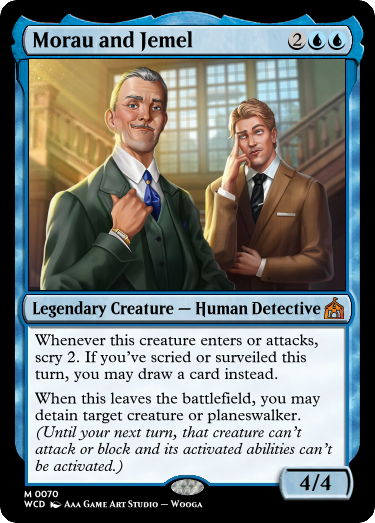 Morau and Jemel 2
Legendary Creature — Human Detective
Whenever this creature enters or attacks,
scry 2. If you've scried or surveiled this
turn, you may draw a card instead.
When this leaves the battlefield, you may
detain target creature or planeswalker.
(Until your next turn, that creature can't
attack or block and its activated abilities can't
be activated.)
4/4
M 0070
WCD Aaa Game Art Studio — Wooga